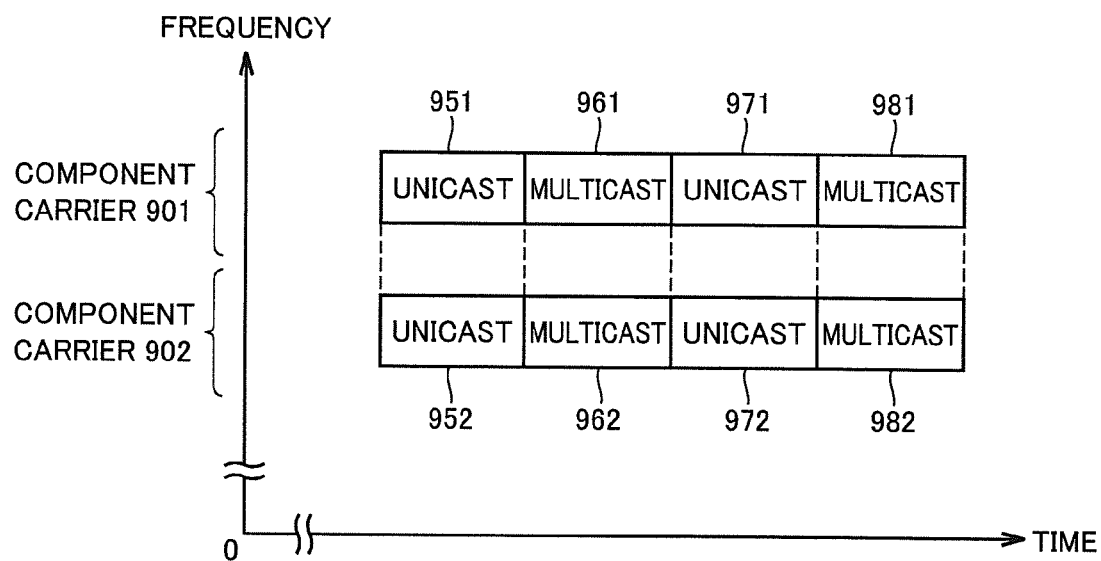 FREQUENCY
951 961 971 981
COMPONENT
CARRIER 901
UNICAST MULTICAST UNICAST MULTICAST
COMPONENT
CARRIER 902
UNICAST MULTICAST UNICAST MULTICAST
952 962 972 982
0
TIME